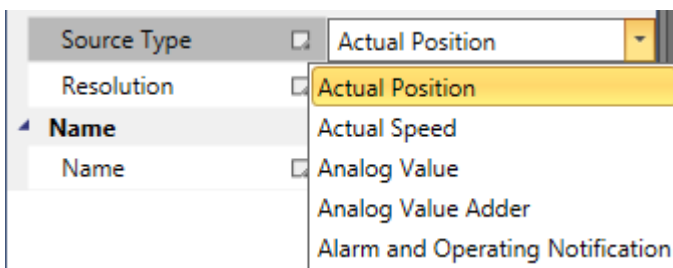 Source Type Actual Position
Resolution Actual Position
Name Actual Speed
Name Analog Value
Analog Value Adder
Alarm and Operating Notification